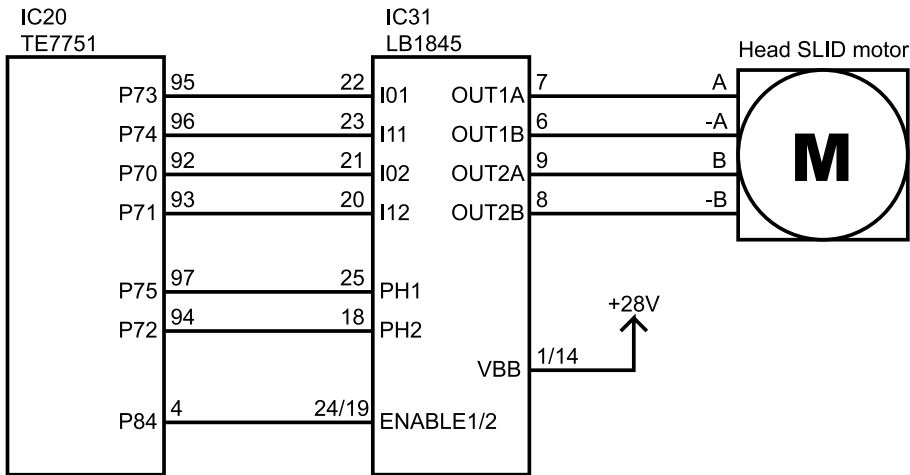 IC20
TE7751
IC31
LB1845
Head SLID motor
P73 95 22 I01 OUT1A 7 A
P74 96 23 I11 OUT1B 6 -A
P70 92 21 I02 OUT2A 9 B
P71 93 20 I12 OUT2B 8 -B
M
P75 97 25 PH1
P72 94 18 PH2
+28V
VBB 1/14
P84 4 24/19 ENABLE1/2